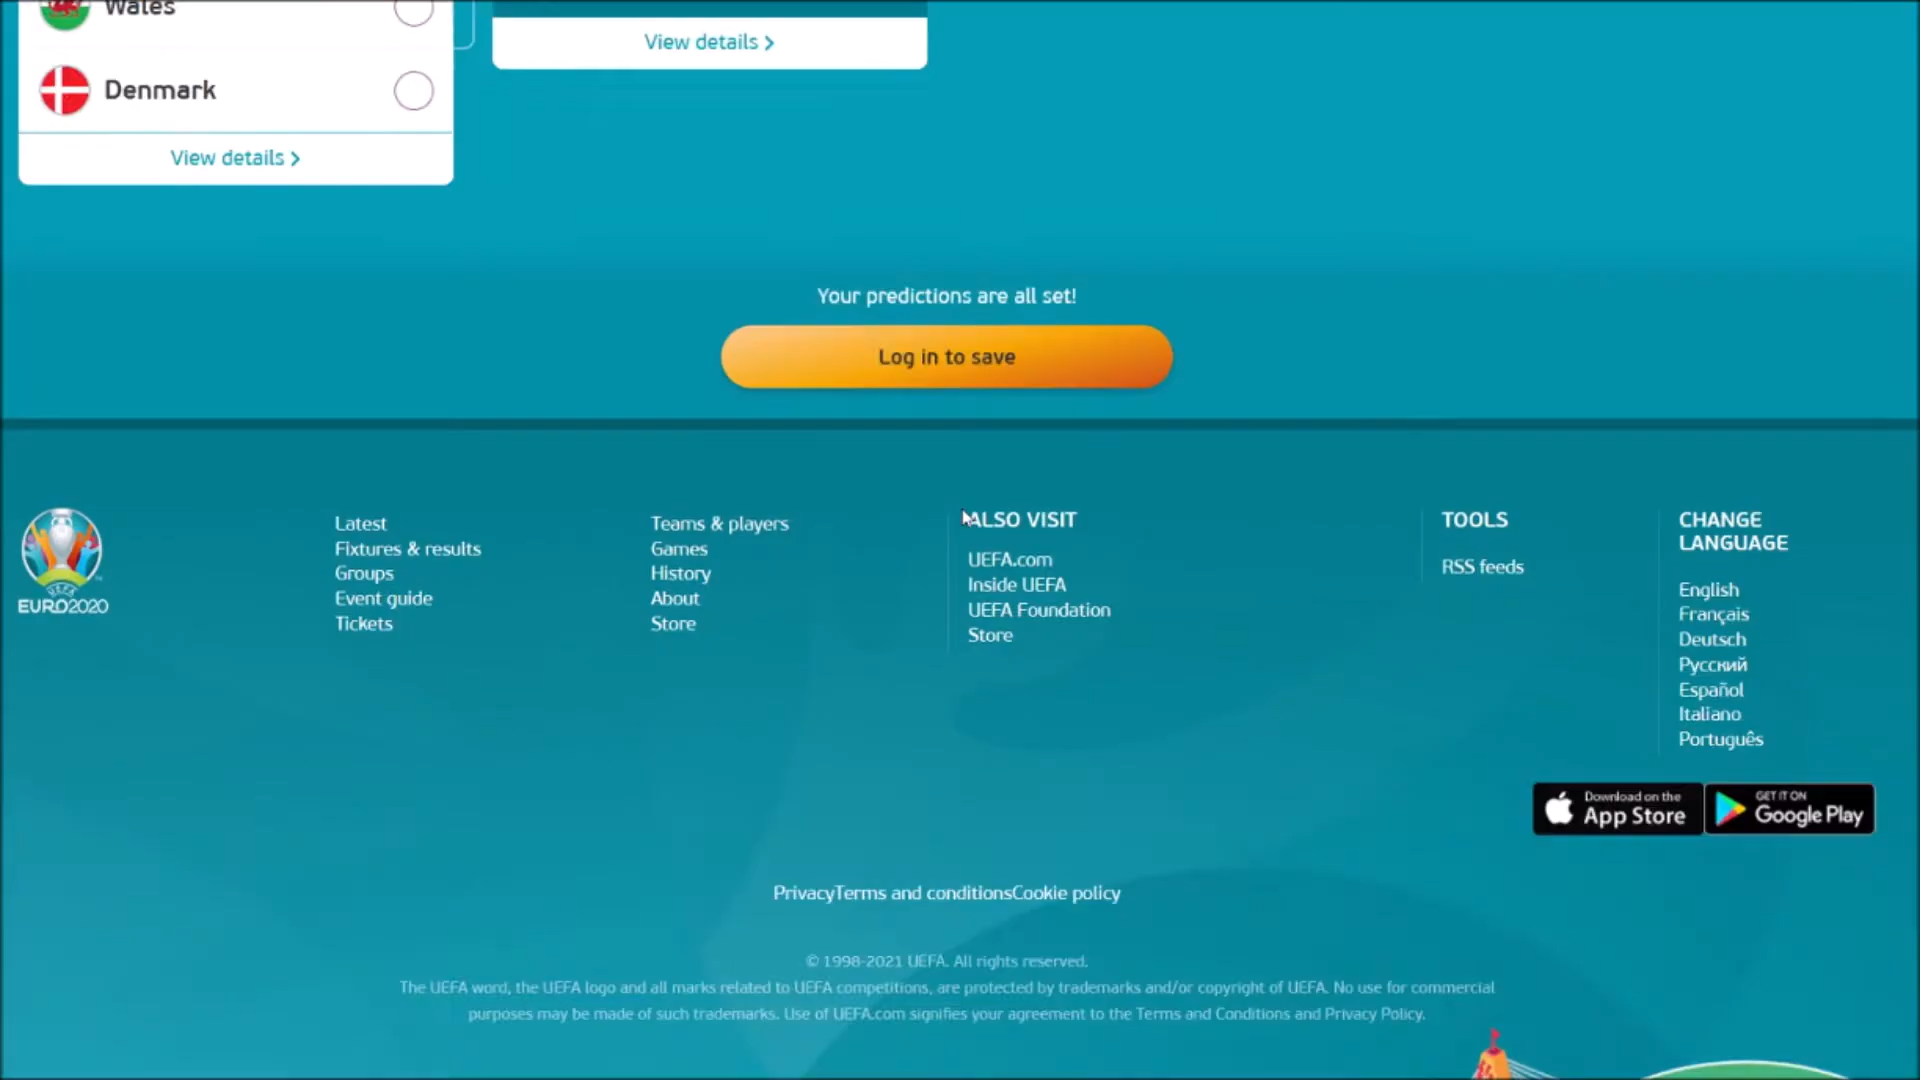 Wales
View details >
Denmark
View details >
Your predictions are all set!
Log in to save
UEFA
EURO2020
Latest
Fixtures & results
Groups
Event guide
Tickets
Teams & players
Games
History
About
Store
ALSO VISIT
UEFA.com
Inside UEFA
UEFA Foundation
Store
TOOLS
RSS feeds
CHANGE
LANGUAGE
English
Français
Deutsch
Русский
Español
Italiano
Português
Download on the
App Store
GET IT ON
Google Play
PrivacyTerms and conditionsCookie policy
© 1998-2021 UEFA. All rights reserved.
The UEFA word, the UEFA logo and all marks related to UEFA competitions, are protected by trademarks and/or copyright of UEFA. No use for commercial
purposes may be made of such trademarks. Use of UEFA.com signifies your agreement to the Terms and Conditions and Privacy Policy.